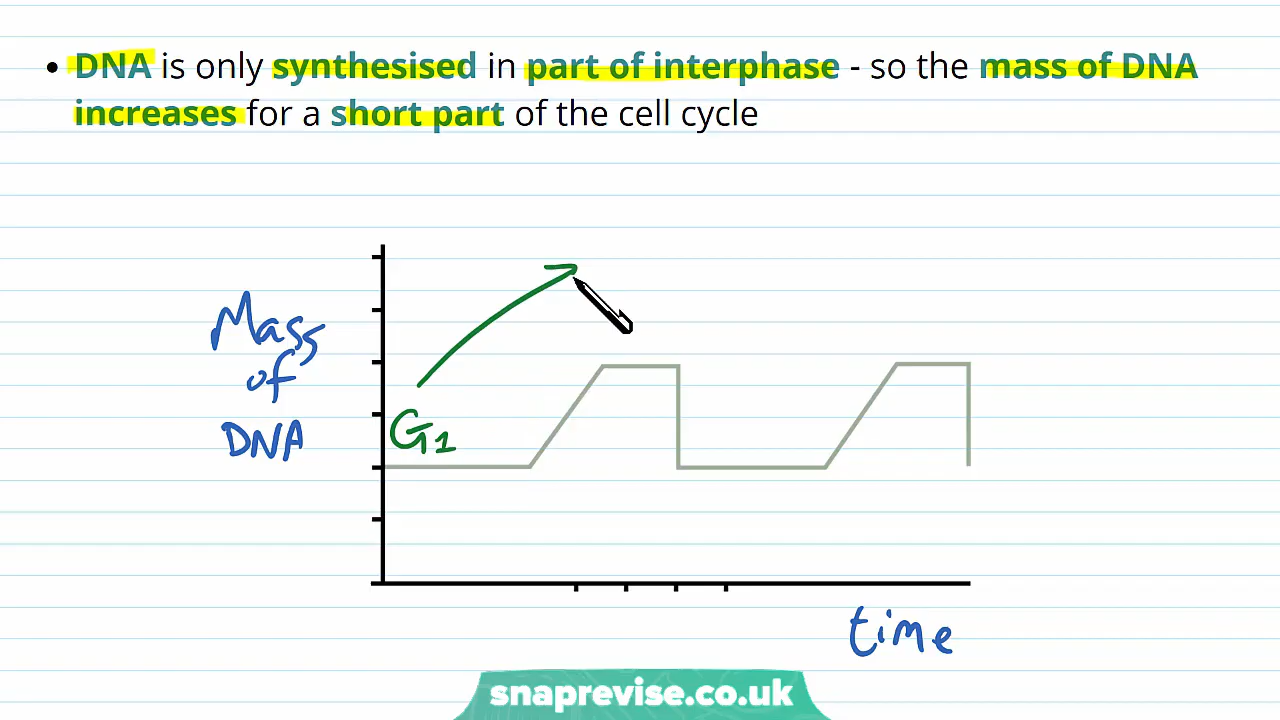 • DNA is only synthesised in part of interphase - so the mass of DNA
increases for a short part of the cell cycle
Mass
of
DNA
G1
time
snaprevise.co.uk